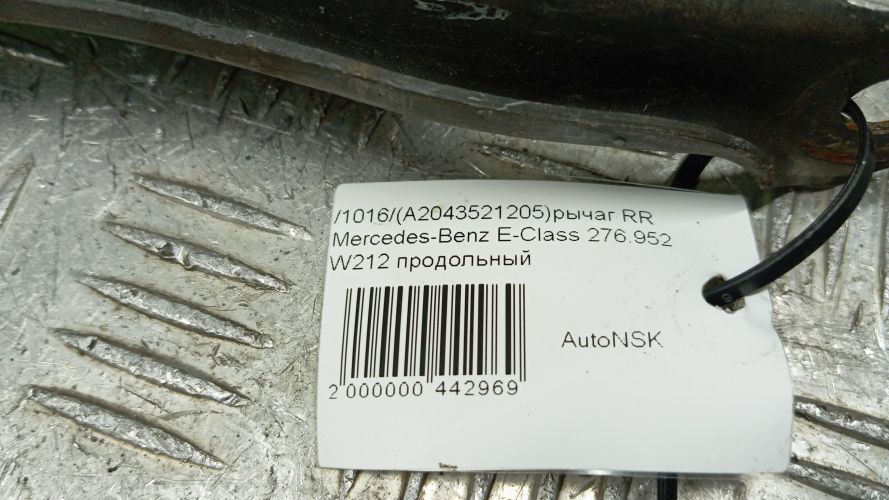 /1016/(A2043521205)рычаг RR
Mercedes-Benz E-Class 276.952
W212 продольный
AutoNSK
2 000000 442969